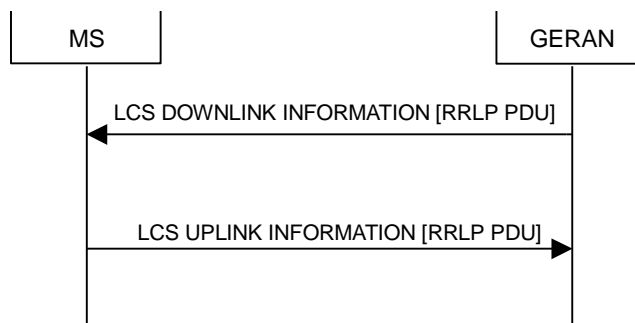 MS
GERAN
LCS DOWNLINK INFORMATION [RRLP PDU]
LCS UPLINK INFORMATION [RRLP PDU]